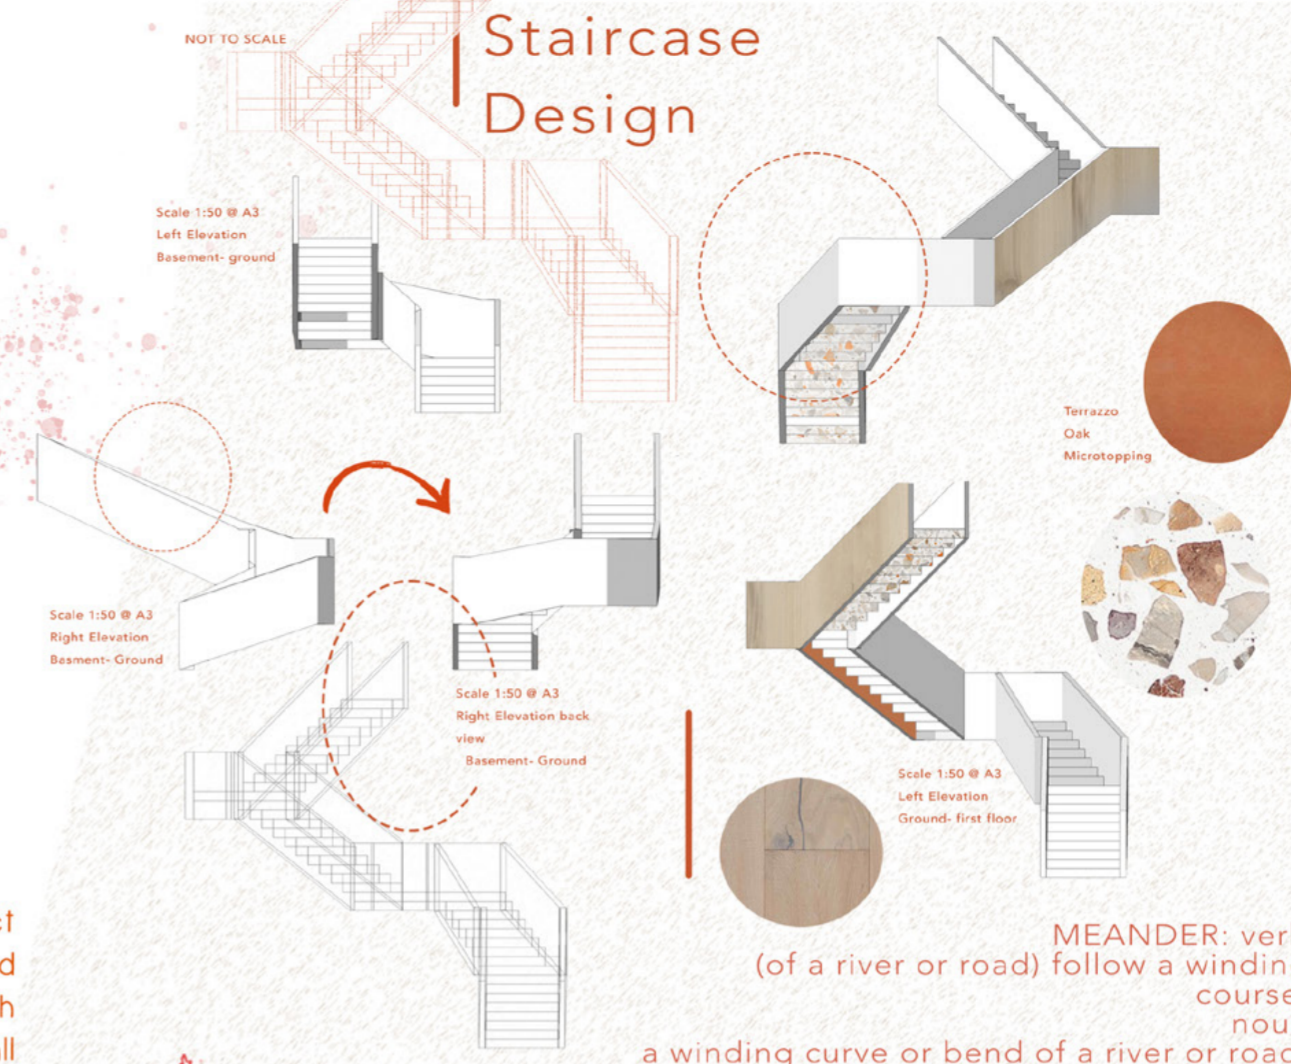 NOT TO SCALE
Staircase
Design
Scale 1:50 @ A3
Left Elevation
Basement- ground
Terrazzo
Oak
Microtopping
Scale 1:50 @ A3
Right Elevation
Basment- Ground
Scale 1:50 @ A3
Right Elevation back
view
Basement- Ground
Scale 1:50 @ A3
Left Elevation
Ground- first floor
ct
d
h
ll
MEANDER: ver
(of a river or road) follow a windin
course
nou
a winding curve or bend of a river or road